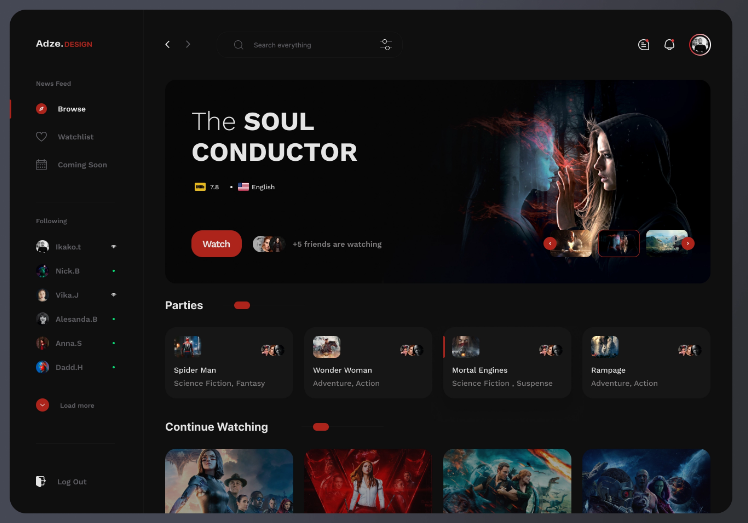 Adze.DESIGN
Search everything
News Feed
Browse
Watchlist
Coming Soon
Following
Ikako.t
Nick.B
Vika.J
Alesanda.B
Anna.S
Dadd.H
Load more
Log Out
The SOUL
CONDUCTOR
7.8 • English
Watch
+5 friends are watching
Parties
Spider Man
Science Fiction, Fantasy
Wonder Woman
Adventure, Action
Mortal Engines
Science Fiction , Suspense
Rampage
Adventure, Action
Continue Watching